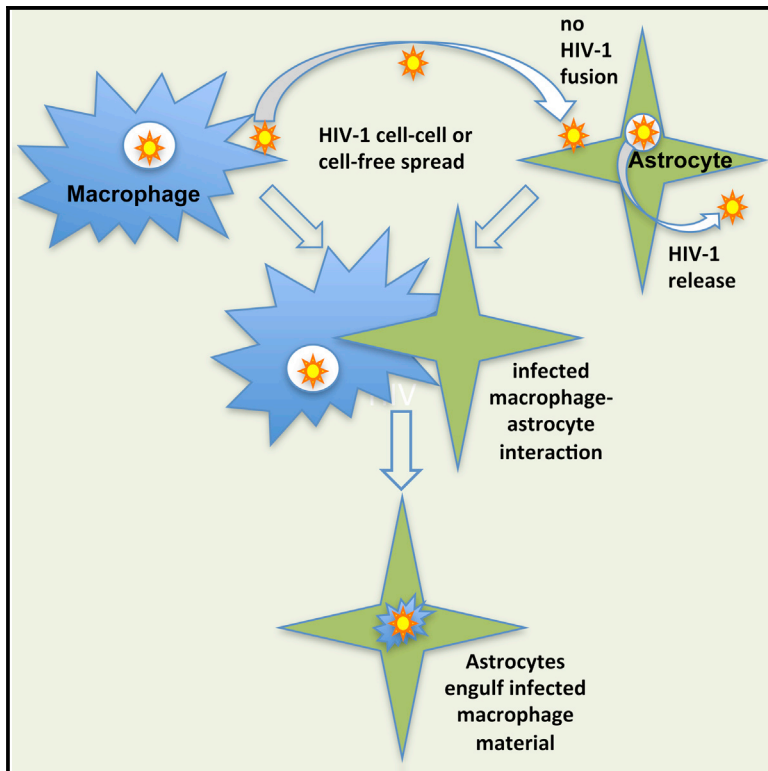 no
HIV-1
fusion
HIV-1 cell-cell or
cell-free spread
Macrophage
Astrocyte
HIV-1
release
HIV
infected
macrophage-
astrocyte
interaction
Astrocytes
engulf infected
macrophage
material